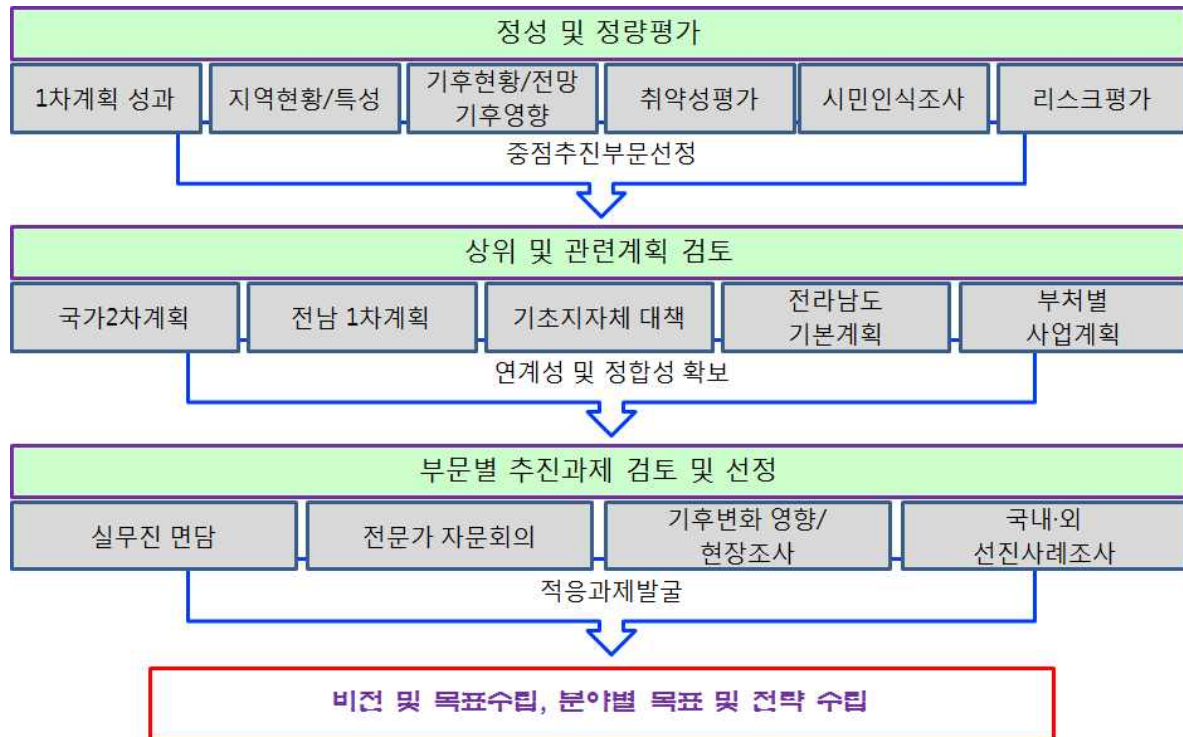 정성 및 정량평가
1차계획 성과
지역현황/특성
기후현황/전망
기후영향
취약성평가
시민인식조사
리스크평가
중점추진부문선정
상위 및 관련계획 검토
국가2차계획
전남 1차계획
기초지자체 대책
전라남도
기본계획
부처별
사업계획
연계성 및 정합성 확보
부문별 추진과제 검토 및 선정
실무진 면담
전문가 자문회의
기후변화 영향/
현장조사
국내·외
선진사례조사
적응과제발굴
비전 및 목표수립, 분야별 목표 및 전략 수립